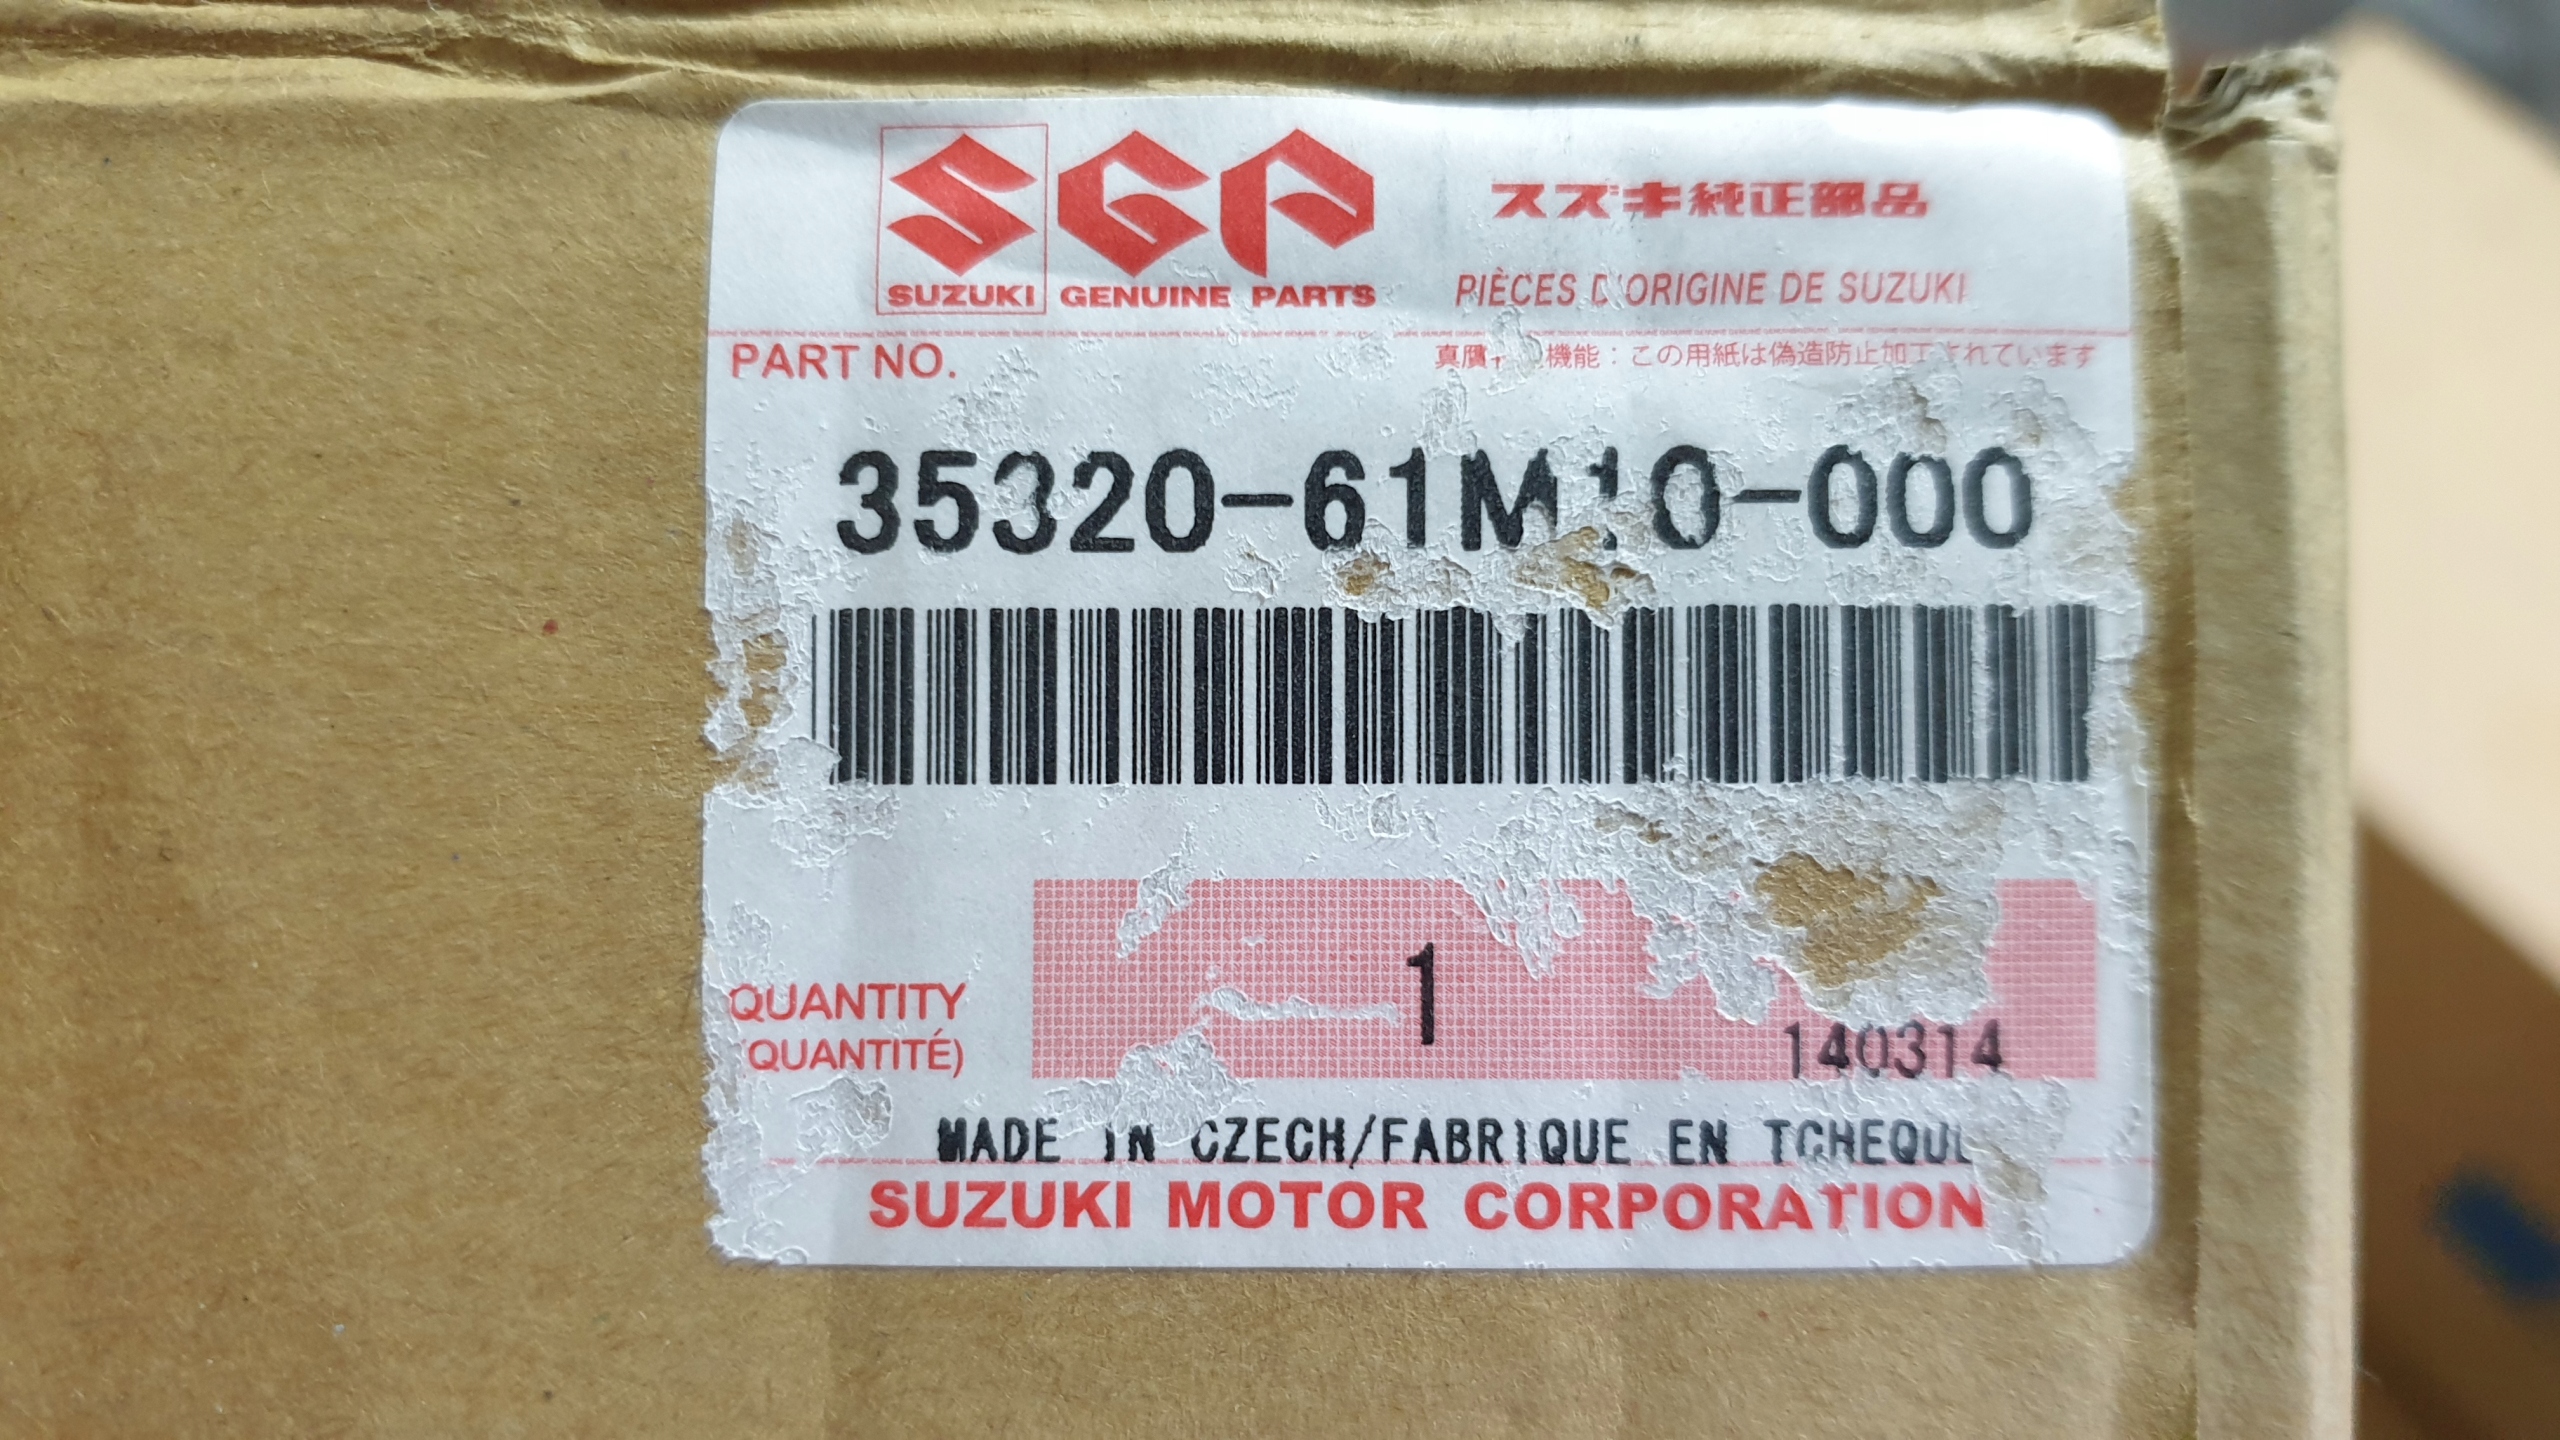 SUZUKI GENUINE PARTS
スズキ純正部品
PIÈCES D'ORIGINE DE SUZUKI
PART NO.
機能：この用紙は偽造防止加工されています
35320-61M10-000
QUANTITY
(QUANTITÉ)
1
140314
MADE IN CZECH/FABRIQUE EN TCHEQUE
SUZUKI MOTOR CORPORATION